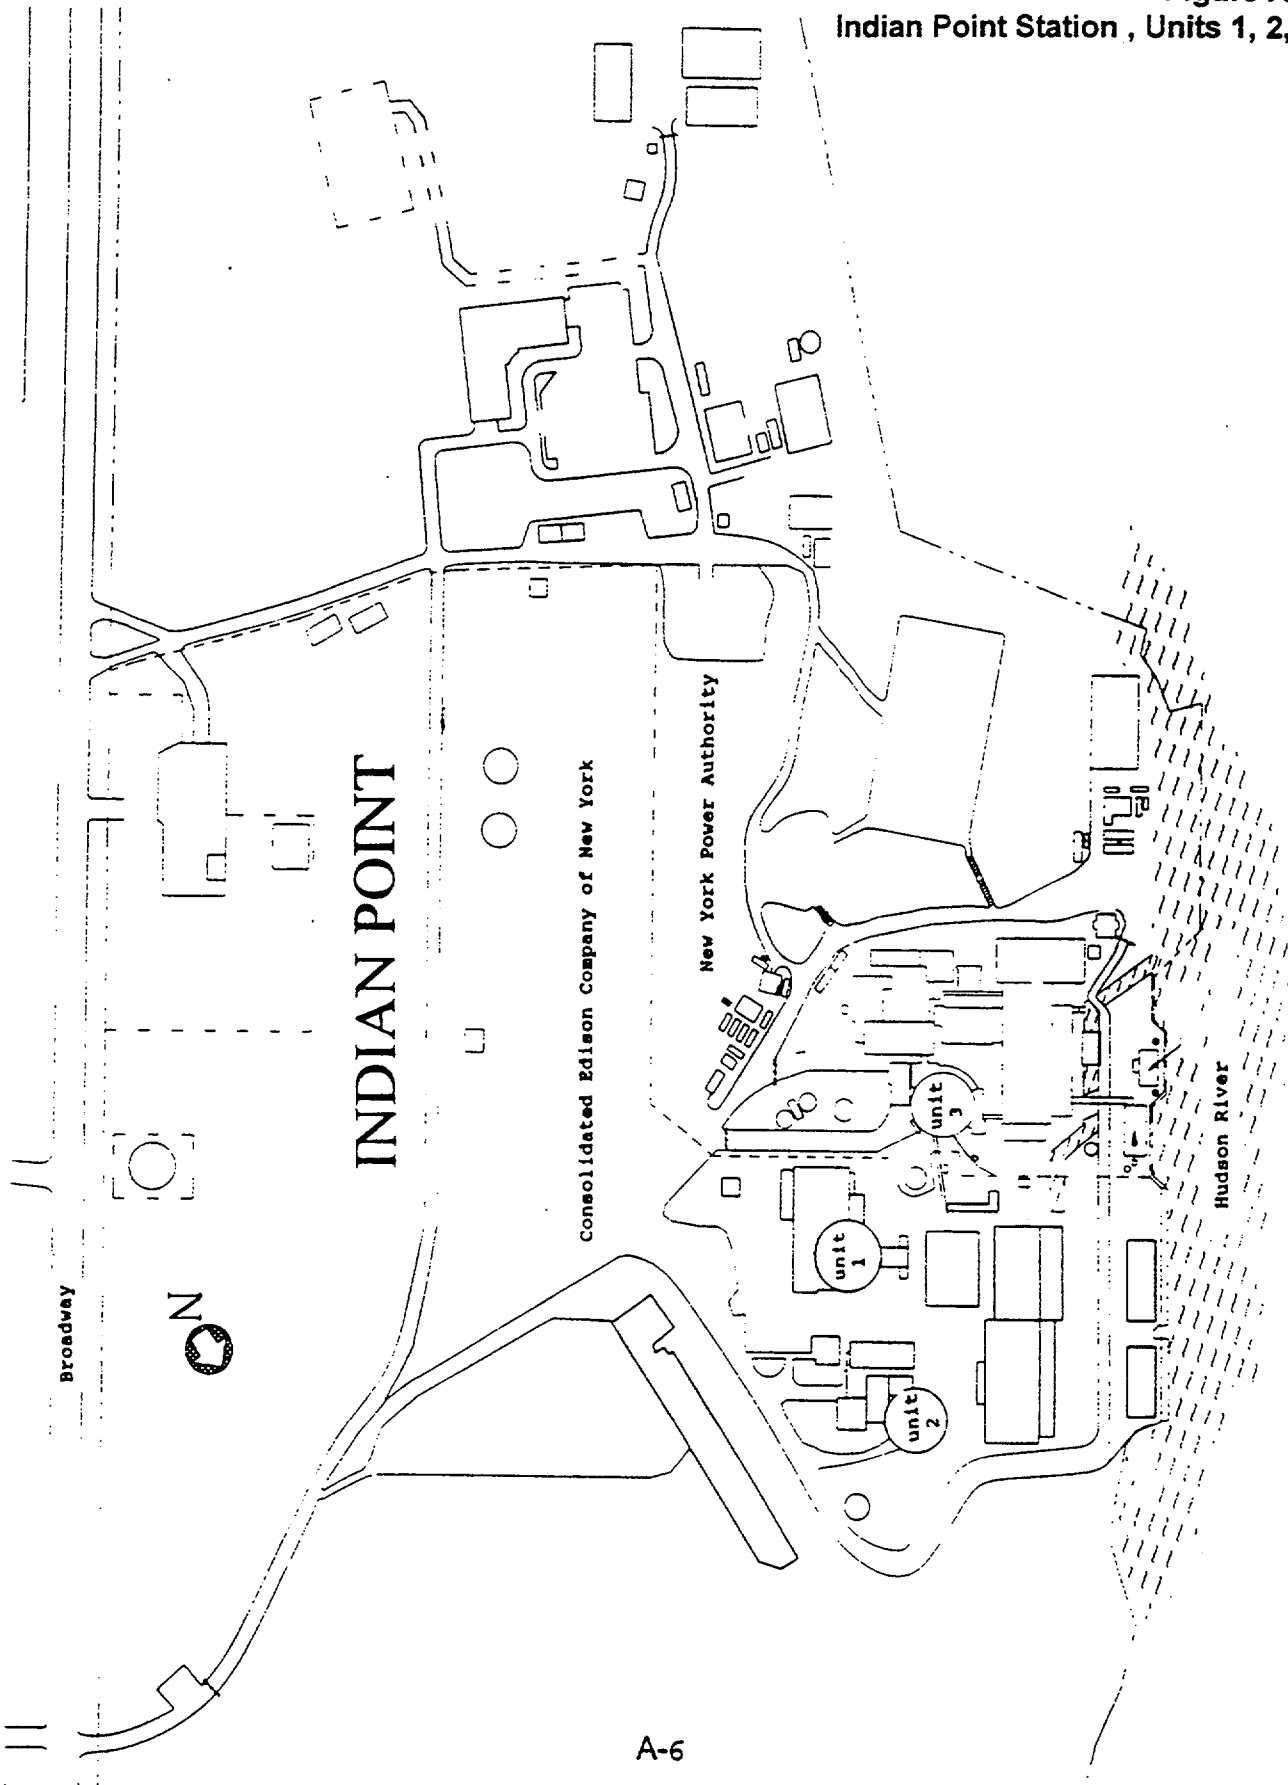 Indian Point Station , Units 1, 2,
INDIAN POINT
Consolidated Edison Company of New York
New York Power Authority
Broadway
N
unit
3
unit
1
unit
2
Hudson River
A-6